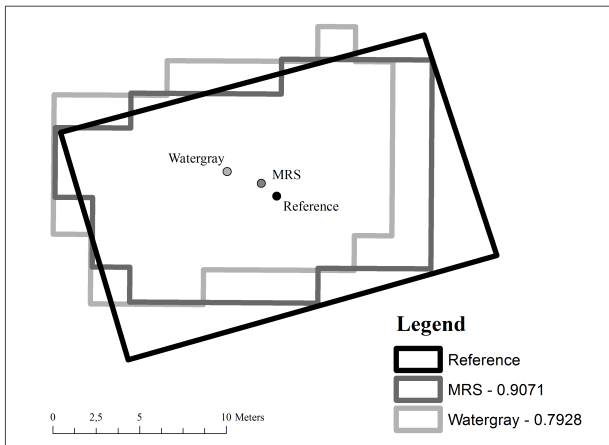 Watergray
MRS
Reference
Legend
Reference
MRS - 0.9071
Watergray - 0.7928
0 2,5 5 10 Meters